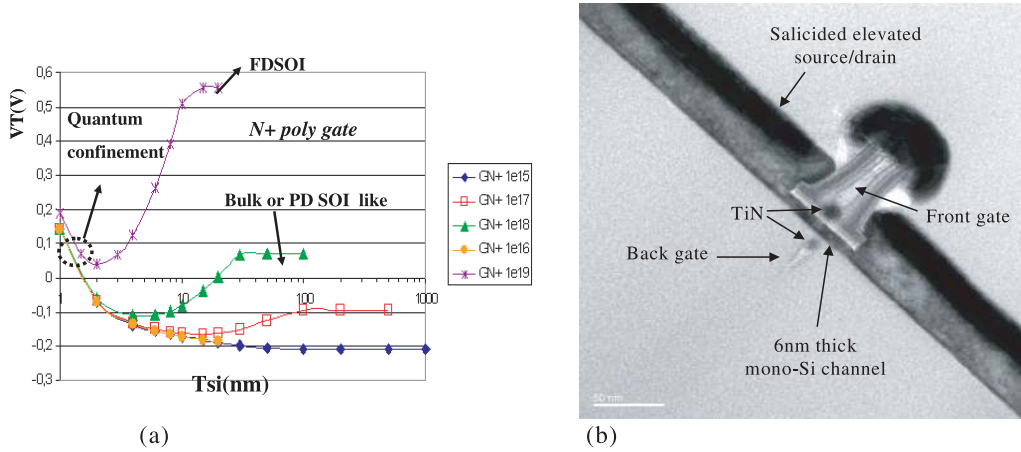 FDSOI
0,6
0,5
0,4
0,3
0,2
0,1
0
-0,1
-0,2
-0,3
VT(V)
Quantum
confinement
N+ poly gate
Bulk or PD SOI like
1
10
100
1000
Tsi(nm)
GN+ 1e15
GN+ 1e17
GN+ 1e18
GN+ 1e16
GN+ 1e19
(a)
Salicided elevated
source/drain
TiN
Front gate
Back gate
6nm thick
mono-Si channel
50 nm
(b)